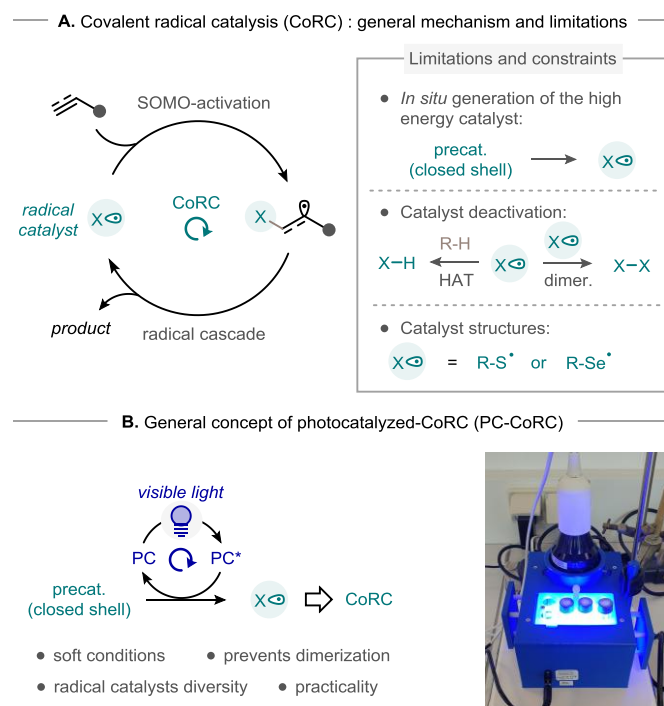 A. Covalent radical catalysis (CoRC) : general mechanism and limitations
SOMO-activation
radical
catalyst
X
CoRC
X
product
radical cascade
Limitations and constraints
● In situ generation of the high
energy catalyst:
precat.
(closed shell)
X
● Catalyst deactivation:
X
R-H
X–H
X
X–X
HAT
dimer.
● Catalyst structures:
X = R-S• or R-Se•
B. General concept of photocatalyzed-CoRC (PC-CoRC)
visible light
PC PC*
precat.
(closed shell)
X
CoRC
● soft conditions ● prevents dimerization
● radical catalysts diversity ● practicality